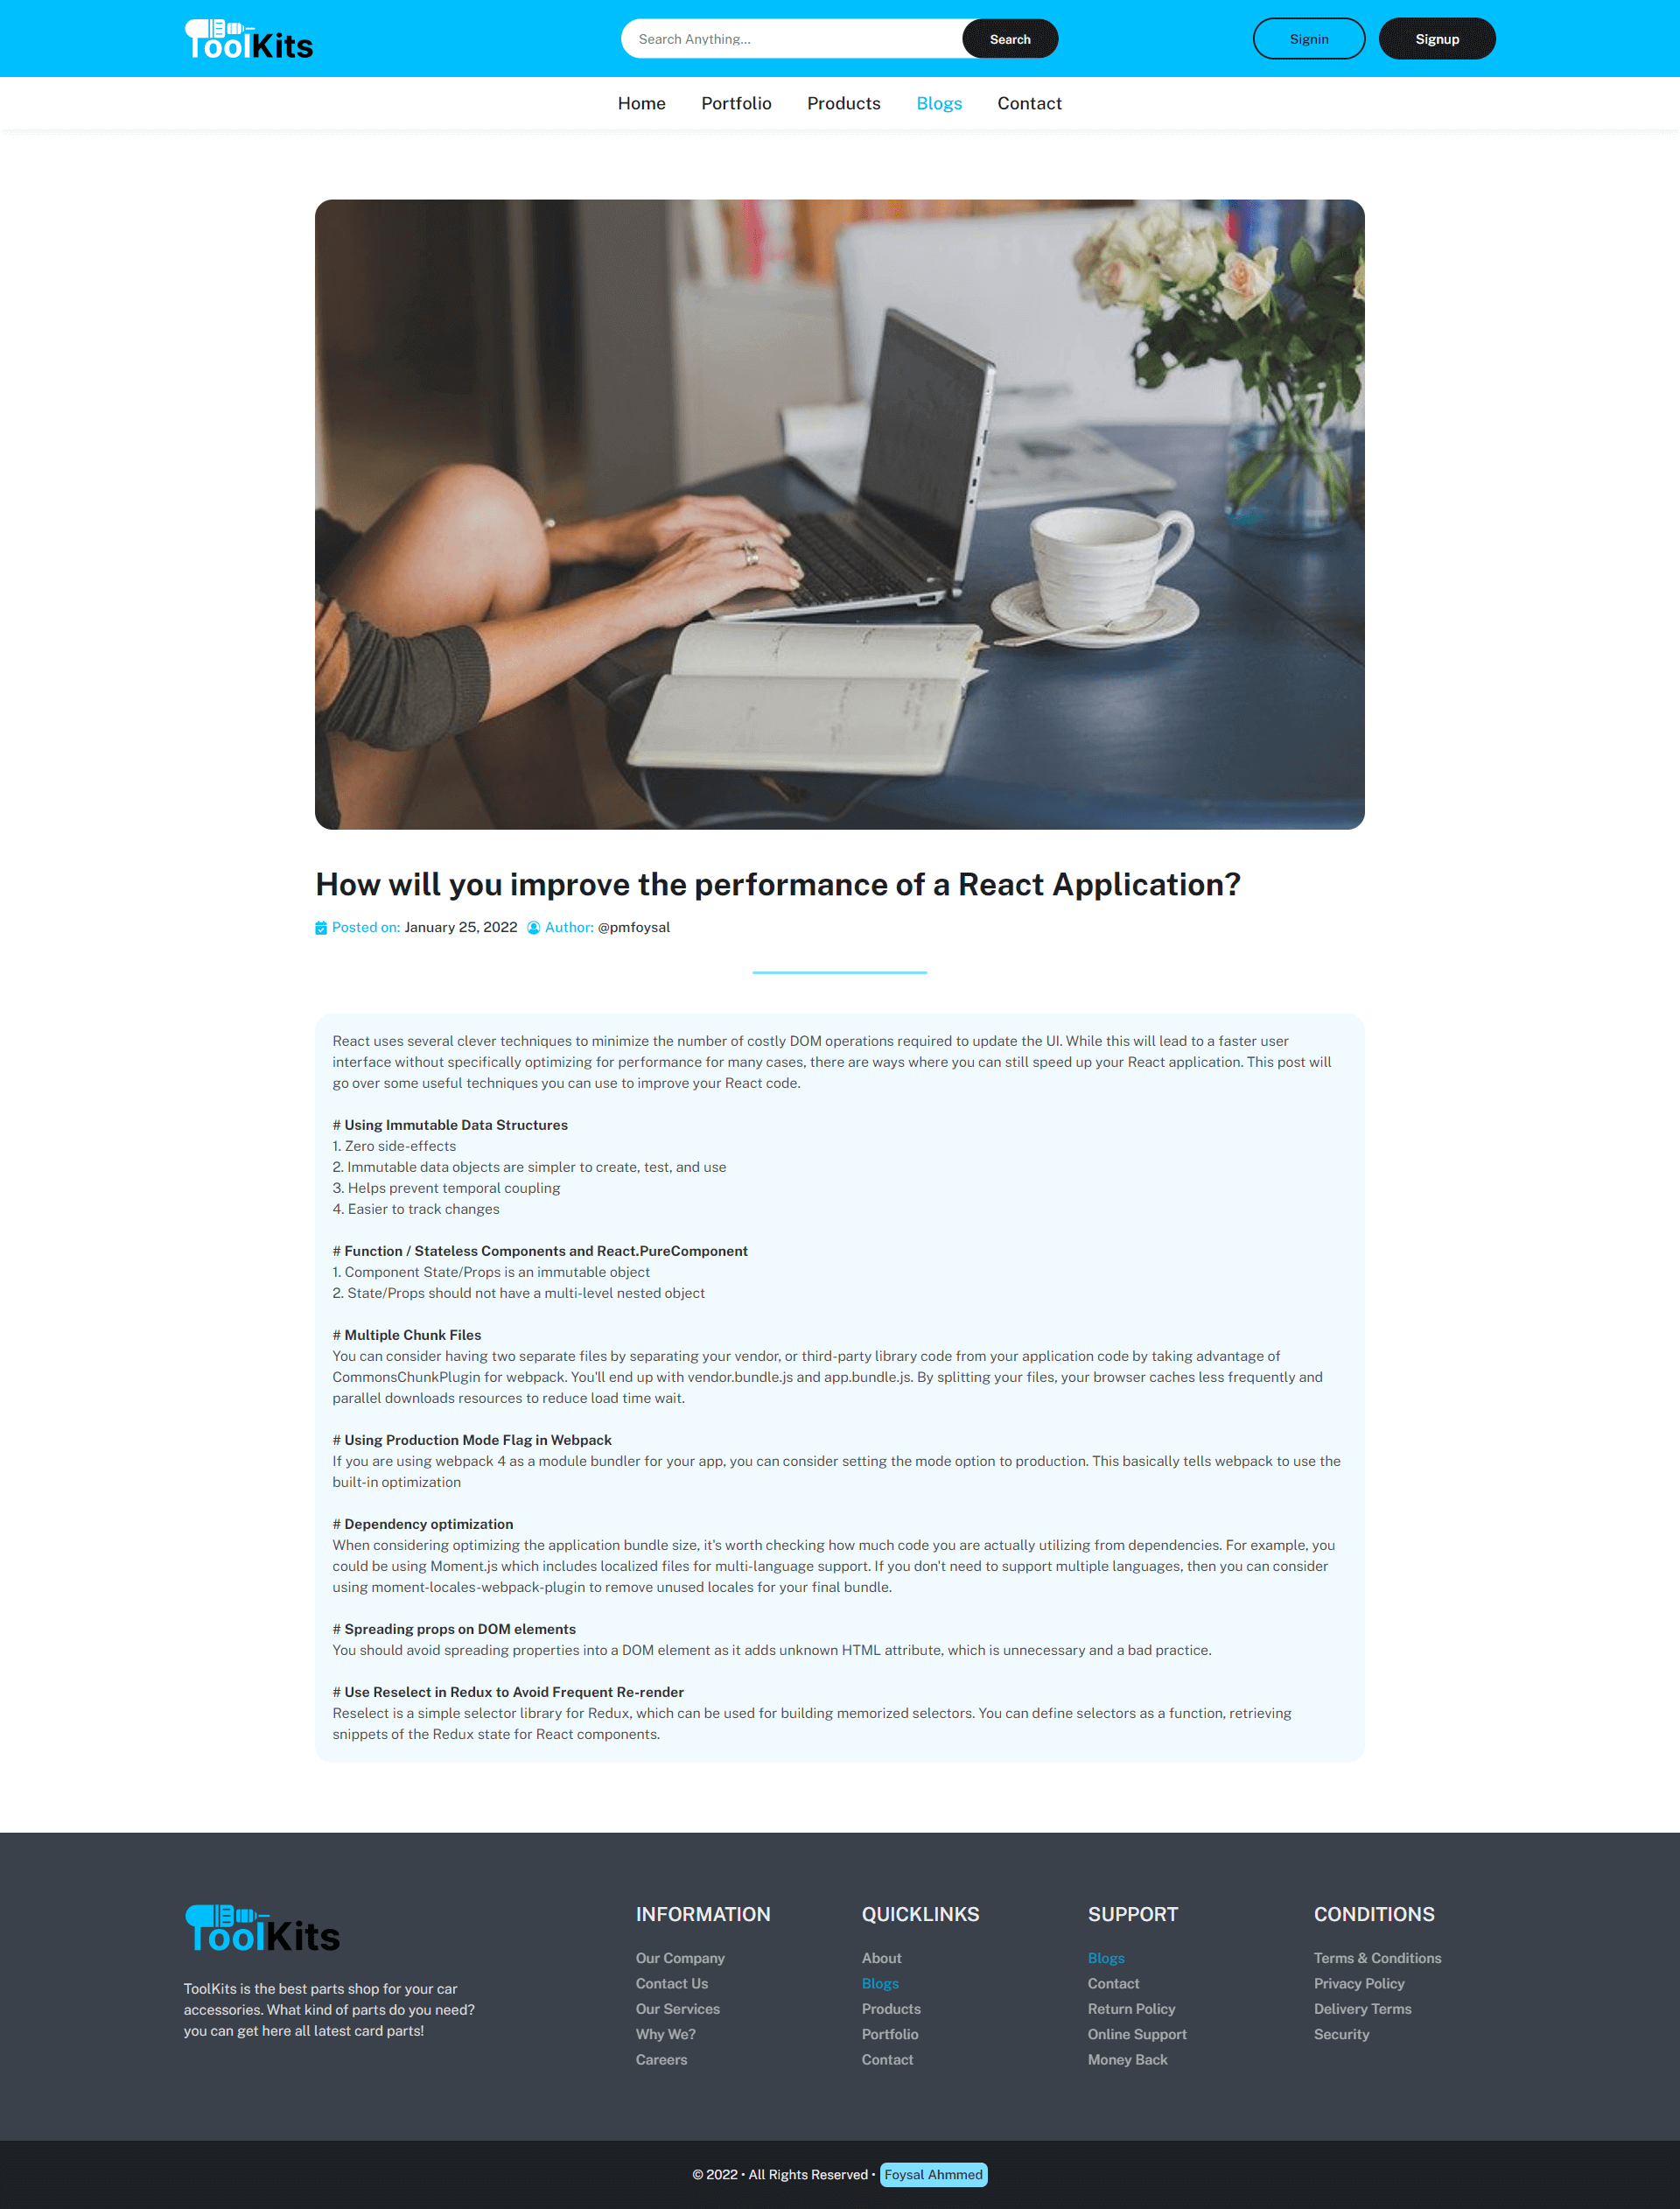 ToolKits
Search Anything...
Search
Signin
Signup
Home
Portfolio
Products
Blogs
Contact
How will you improve the performance of a React Application?
Posted on: January 25, 2022 Author: @pmfoysal
React uses several clever techniques to minimize the number of costly DOM operations required to update the UI. While this will lead to a faster user
interface without specifically optimizing for performance for many cases, there are ways where you can still speed up your React application. This post will
go over some useful techniques you can use to improve your React code.
# Using Immutable Data Structures
1. Zero side-effects
2. Immutable data objects are simpler to create, test, and use
3. Helps prevent temporal coupling
4. Easier to track changes
# Function / Stateless Components and React.PureComponent
1. Component State/Props is an immutable object
2. State/Props should not have a multi-level nested object
# Multiple Chunk Files
You can consider having two separate files by separating your vendor, or third-party library code from your application code by taking advantage of
CommonsChunkPlugin for webpack. You'll end up with vendor.bundle.js and app.bundle.js. By splitting your files, your browser caches less frequently and
parallel downloads resources to reduce load time wait.
# Using Production Mode Flag in Webpack
If you are using webpack 4 as a module bundler for your app, you can consider setting the mode option to production. This basically tells webpack to use the
built-in optimization
# Dependency optimization
When considering optimizing the application bundle size, it's worth checking how much code you are actually utilizing from dependencies. For example, you
could be using Moment.js which includes localized files for multi-language support. If you don't need to support multiple languages, then you can consider
using moment-locales-webpack-plugin to remove unused locales for your final bundle.
# Spreading props on DOM elements
You should avoid spreading properties into a DOM element as it adds unknown HTML attribute, which is unnecessary and a bad practice.
# Use Reselect in Redux to Avoid Frequent Re-render
Reselect is a simple selector library for Redux, which can be used for building memorized selectors. You can define selectors as a function, retrieving
snippets of the Redux state for React components.
ToolKits
ToolKits is the best parts shop for your car
accessories. What kind of parts do you need?
you can get here all latest card parts!
INFORMATION
Our Company
Contact Us
Our Services
Why We?
Careers
QUICKLINKS
About
Blogs
Products
Portfolio
Contact
SUPPORT
Blogs
Contact
Return Policy
Online Support
Money Back
CONDITIONS
Terms & Conditions
Privacy Policy
Delivery Terms
Security
© 2022 • All Rights Reserved • Foysal Ahmmed